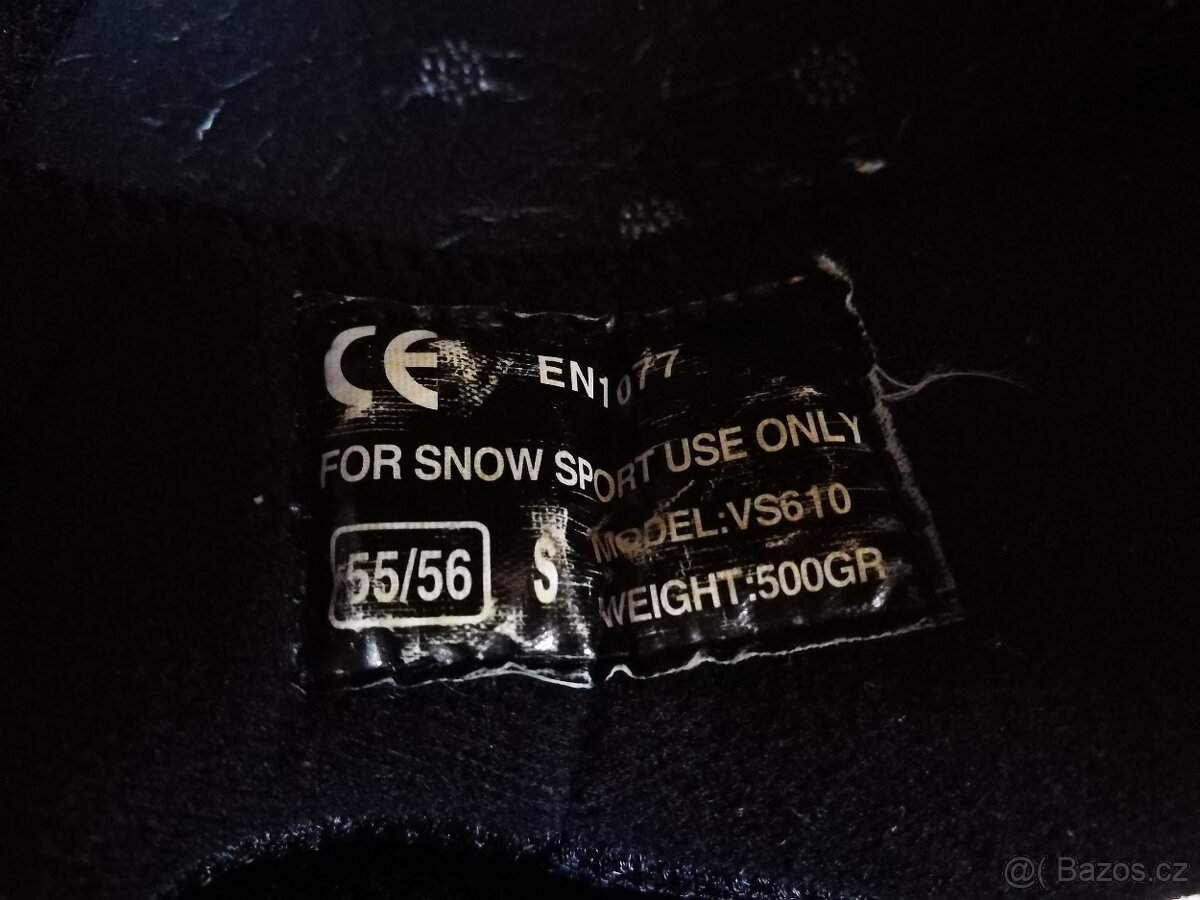 CE EN1077
FOR SNOW SPORT USE ONLY
MODEL:VS610
55/56 S
WEIGHT:500GR
@( Bazos.cz